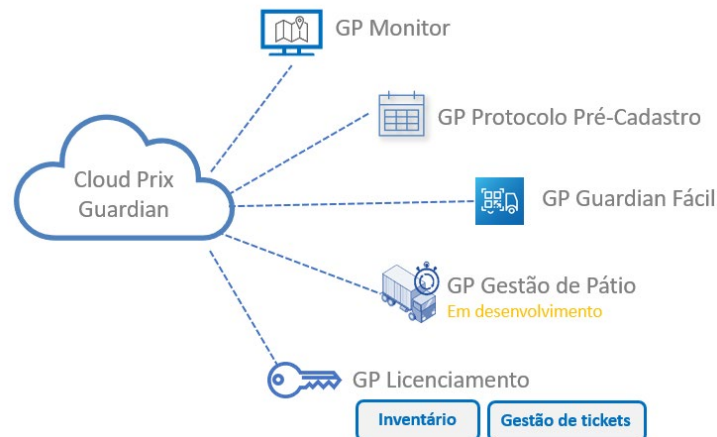 GP Monitor
GP Protocolo Pré-Cadastro
Cloud Prix
Guardian
GP Guardian Fácil
GP Gestão de Pátio
Em desenvolvimento
GP Licenciamento
Inventário
Gestão de tickets